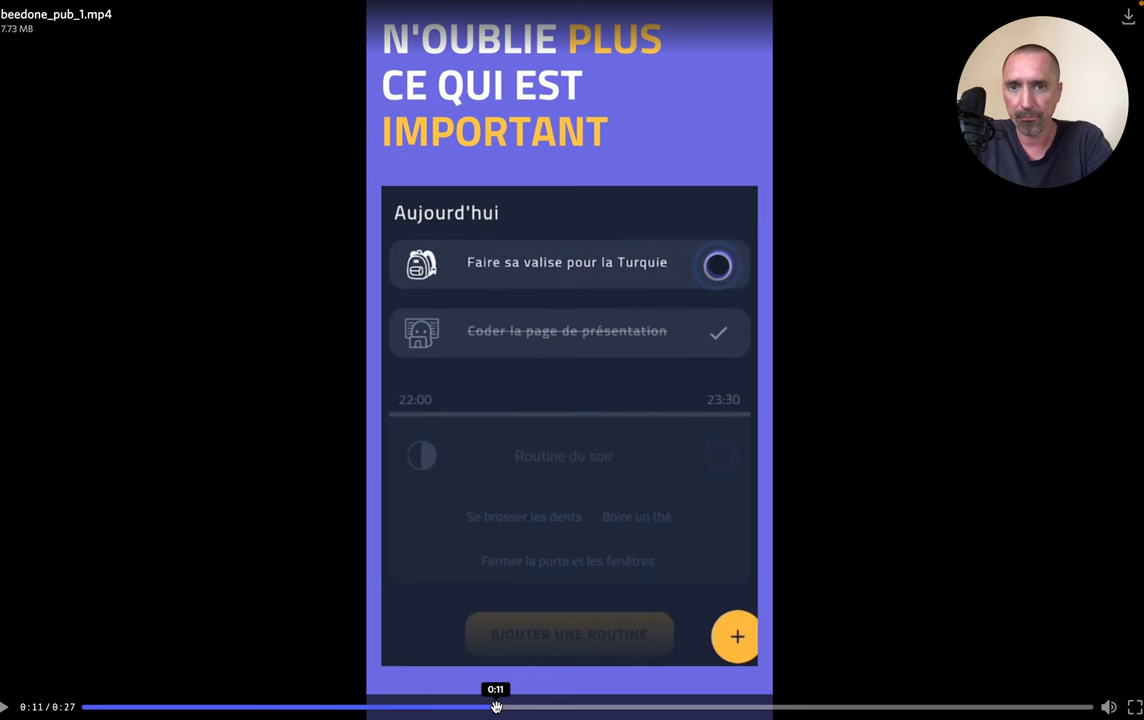 beedone_pub_1.mp4
7.73 MB
N'OUBLIE PLUS
CE QUI EST
IMPORTANT
Aujourd'hui
Faire sa valise pour la Turquie
Coder la page de présentation
22:00 23:30
Routine du soir
Se brosser les dents Boire un thé
Fermer la porte et les fenêtres
AJOUTER UNE ROUTINE
+
0:11
0:11 / 0:27